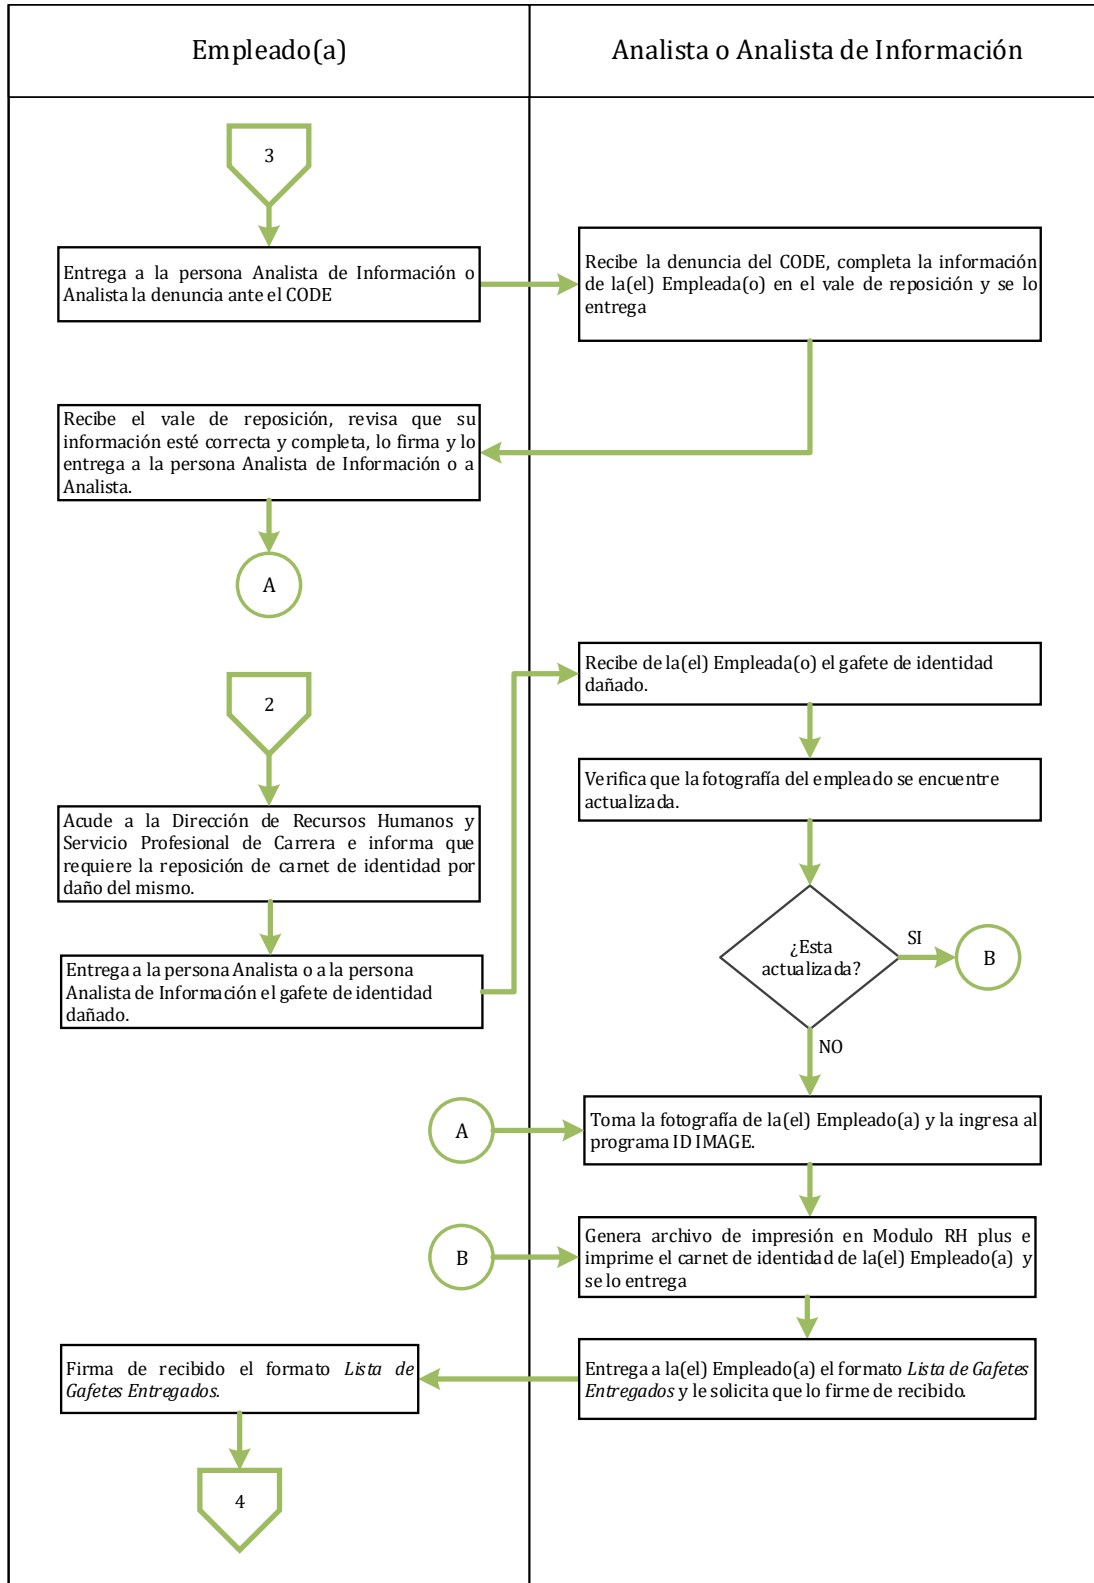 Empleado(a)
Analista o Analista de Información
3
Entrega a la persona Analista de Información o
Analista la denuncia ante el CODE
Recibe la denuncia del CODE, completa la información
de la(el) Empleada(o) en el vale de reposición y se lo
entrega
Recibe el vale de reposición, revisa que su
información esté correcta y completa, lo firma y lo
entrega a la persona Analista de Información o a
Analista.
A
Recibe de la(el) Empleada(o) el gafete de identidad
dañado.
2
Verifica que la fotografía del empleado se encuentre
actualizada.
Acude a la Dirección de Recursos Humanos y
Servicio Profesional de Carrera e informa que
requiere la reposición de carnet de identidad por
daño del mismo.
¿Esta
actualizada?
SI
B
Entrega a la persona Analista o a la persona
Analista de Información el gafete de identidad
dañado.
NO
A
Toma la fotografía de la(el) Empleado(a) y la ingresa al
programa ID IMAGE.
B
Genera archivo de impresión en Modulo RH plus e
imprime el carnet de identidad de la(el) Empleado(a) y
se lo entrega
Firma de recibido el formato Lista de
Gafetes Entregados.
Entrega a la(el) Empleado(a) el formato Lista de Gafetes
Entregados y le solicita que lo firme de recibido.
4